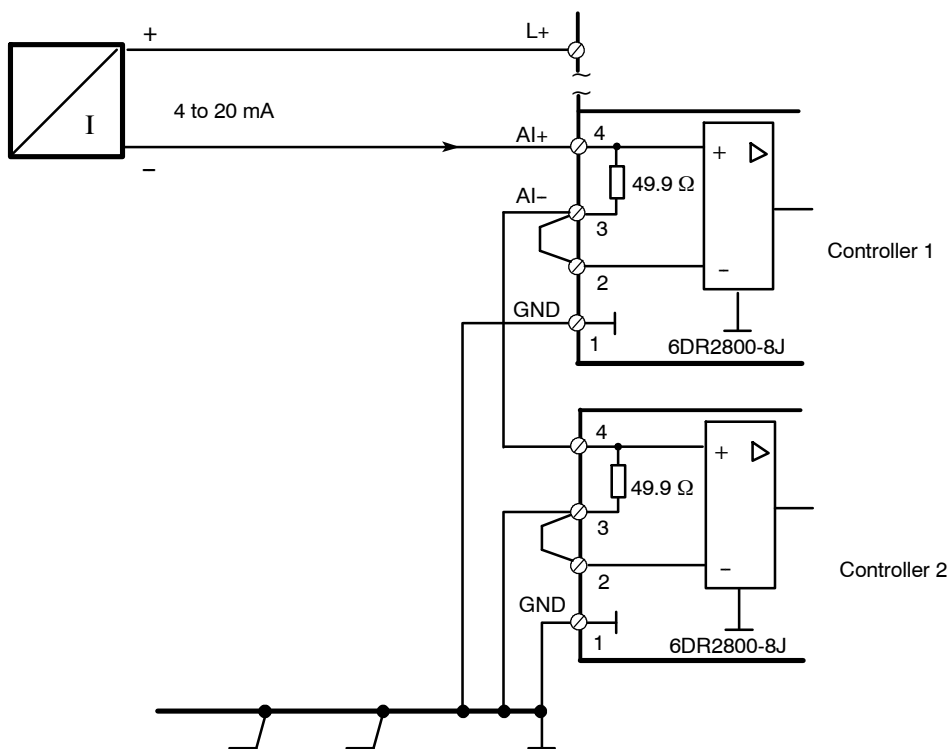 +
L+
4 to 20 mA
I
−
AI+
4
+
49.9 Ω
AI−
3
2
−
Controller 1
GND
1
6DR2800-8J
4
+
49.9 Ω
3
2
−
Controller 2
GND
1
6DR2800-8J